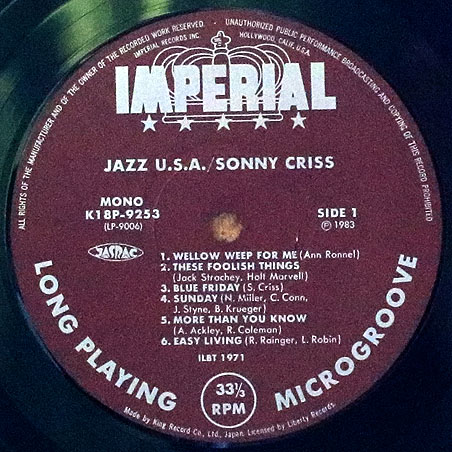 ALL RIGHTS OF THE MANUFACTURER AND OF THE OWNER OF THE RECORDED WORK RESERVED • UNAUTHORIZED PUBLIC PERFORMANCE BROADCASTING AND COPYING OF THIS RECORD PROHIBITED
IMPERIAL RECORDS INC. HOLLYWOOD, CALIF., U.S.A.
IMPERIAL
JAZZ U.S.A./SONNY CRISS
MONO
K18P-9253
(LP-9006)
SIDE 1
Ⓟ 1983
JASRAC
1. WELLOW WEEP FOR ME (Ann Ronnel)
2. THESE FOOLISH THINGS
(Jack Strachey, Holt Marvell)
3. BLUE FRIDAY (S. Criss)
4. SUNDAY (N. Miller, C. Conn,
J. Styne, B. Krueger)
5. MORE THAN YOU KNOW
(A. Ackley, R. Coleman)
6. EASY LIVING (R. Rainger, L. Robin)
ILBT 1971
LONG PLAYING
33⅓
RPM
MICROGROOVE
Made by King Record Co., Ltd., Japan. Licensed by Liberty Records